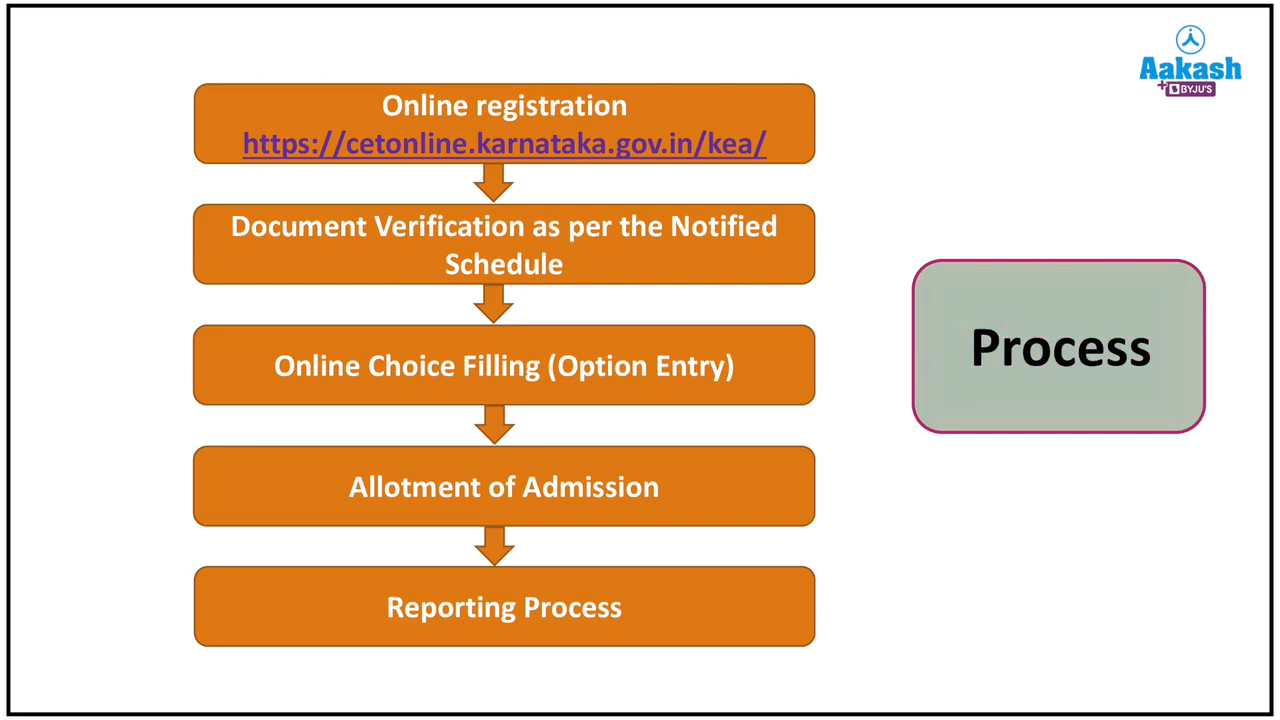 Aakash
+BYJU'S
Online registration
https://cetonline.karnataka.gov.in/kea/
Document Verification as per the Notified
Schedule
Online Choice Filling (Option Entry)
Allotment of Admission
Reporting Process
Process